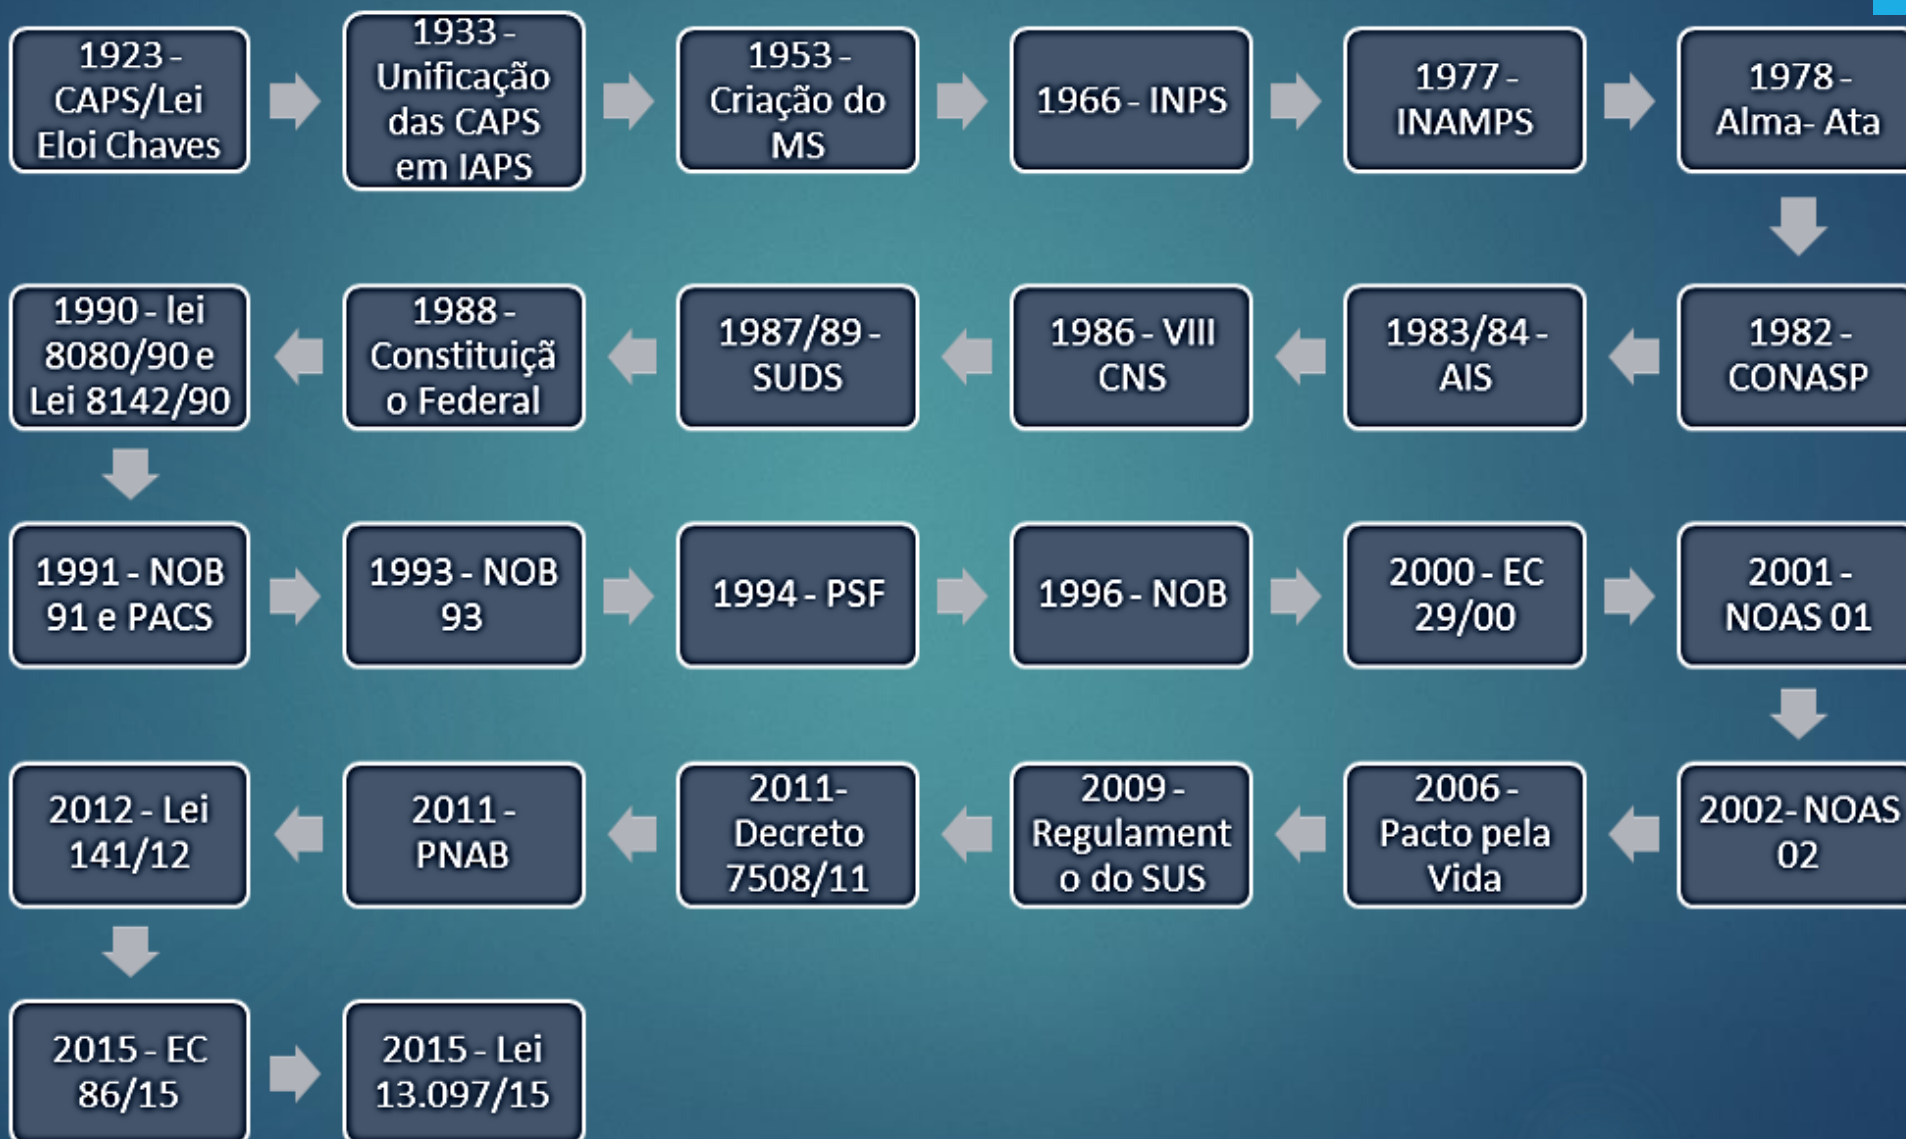 1923 -
CAPS/Lei
Eloi Chaves
1933 -
Unificação
das CAPS
em IAPS
1953 -
Criação do
MS
1966 - INPS
1977 -
INAMPS
1978 -
Alma- Ata
1982 -
CONASP
1983/84 -
AIS
1986 - VIII
CNS
1987/89 -
SUDS
1988 -
Constituiçã
o Federal
1990 - lei
8080/90 e
Lei 8142/90
1991 - NOB
91 e PACS
1993 - NOB
93
1994 - PSF
1996 - NOB
2000 - EC
29/00
2001 -
NOAS 01
2002- NOAS
02
2006 -
Pacto pela
Vida
2009 -
Regulament
o do SUS
2011-
Decreto
7508/11
2011 -
PNAB
2012 - Lei
141/12
2015 - EC
86/15
2015 - Lei
13.097/15